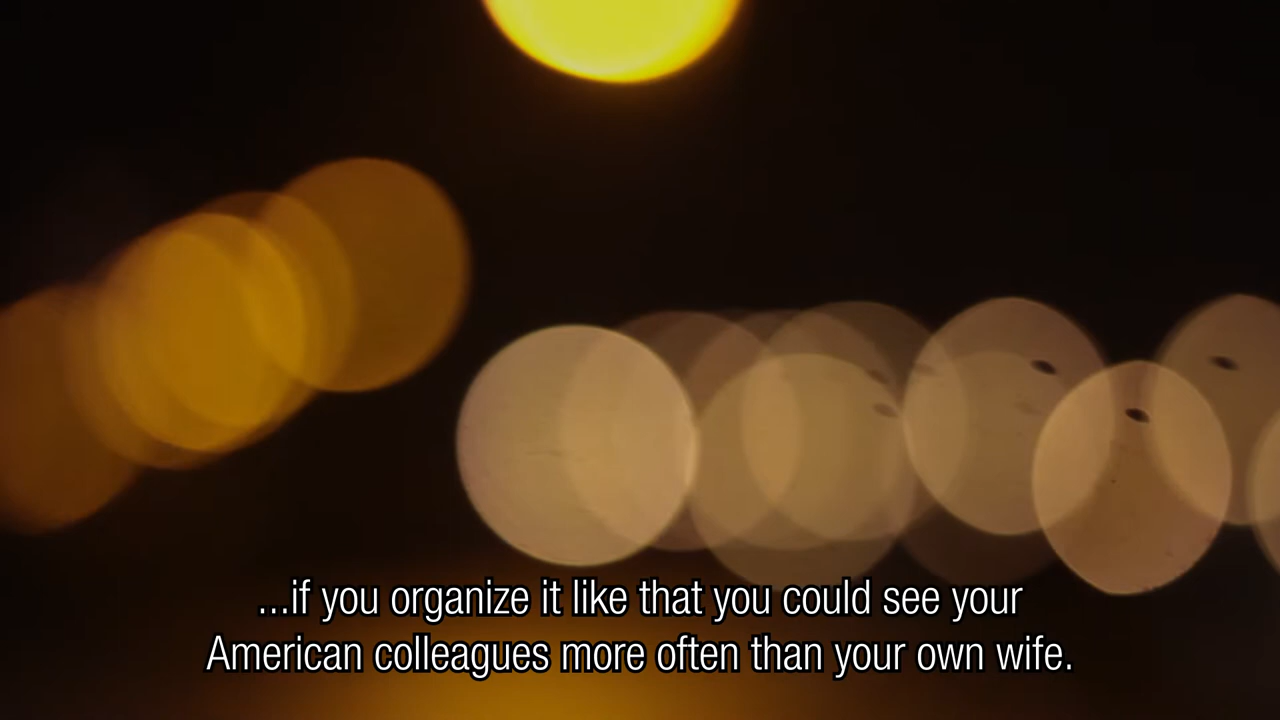 ...if you organize it like that you could see your
American colleagues more often than your own wife.